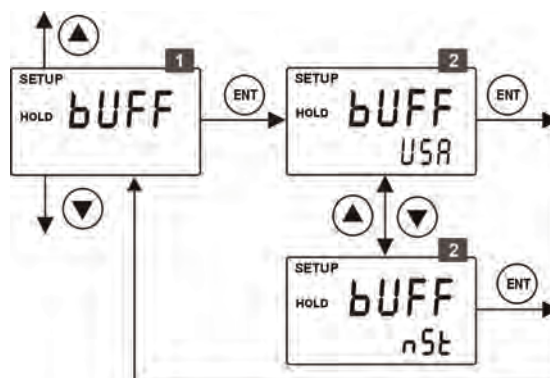 1
SETUP
HOLD bUFF
ENT
2
SETUP
HOLD bUFF
USA
ENT
2
SETUP
HOLD bUFF
nSt
ENT